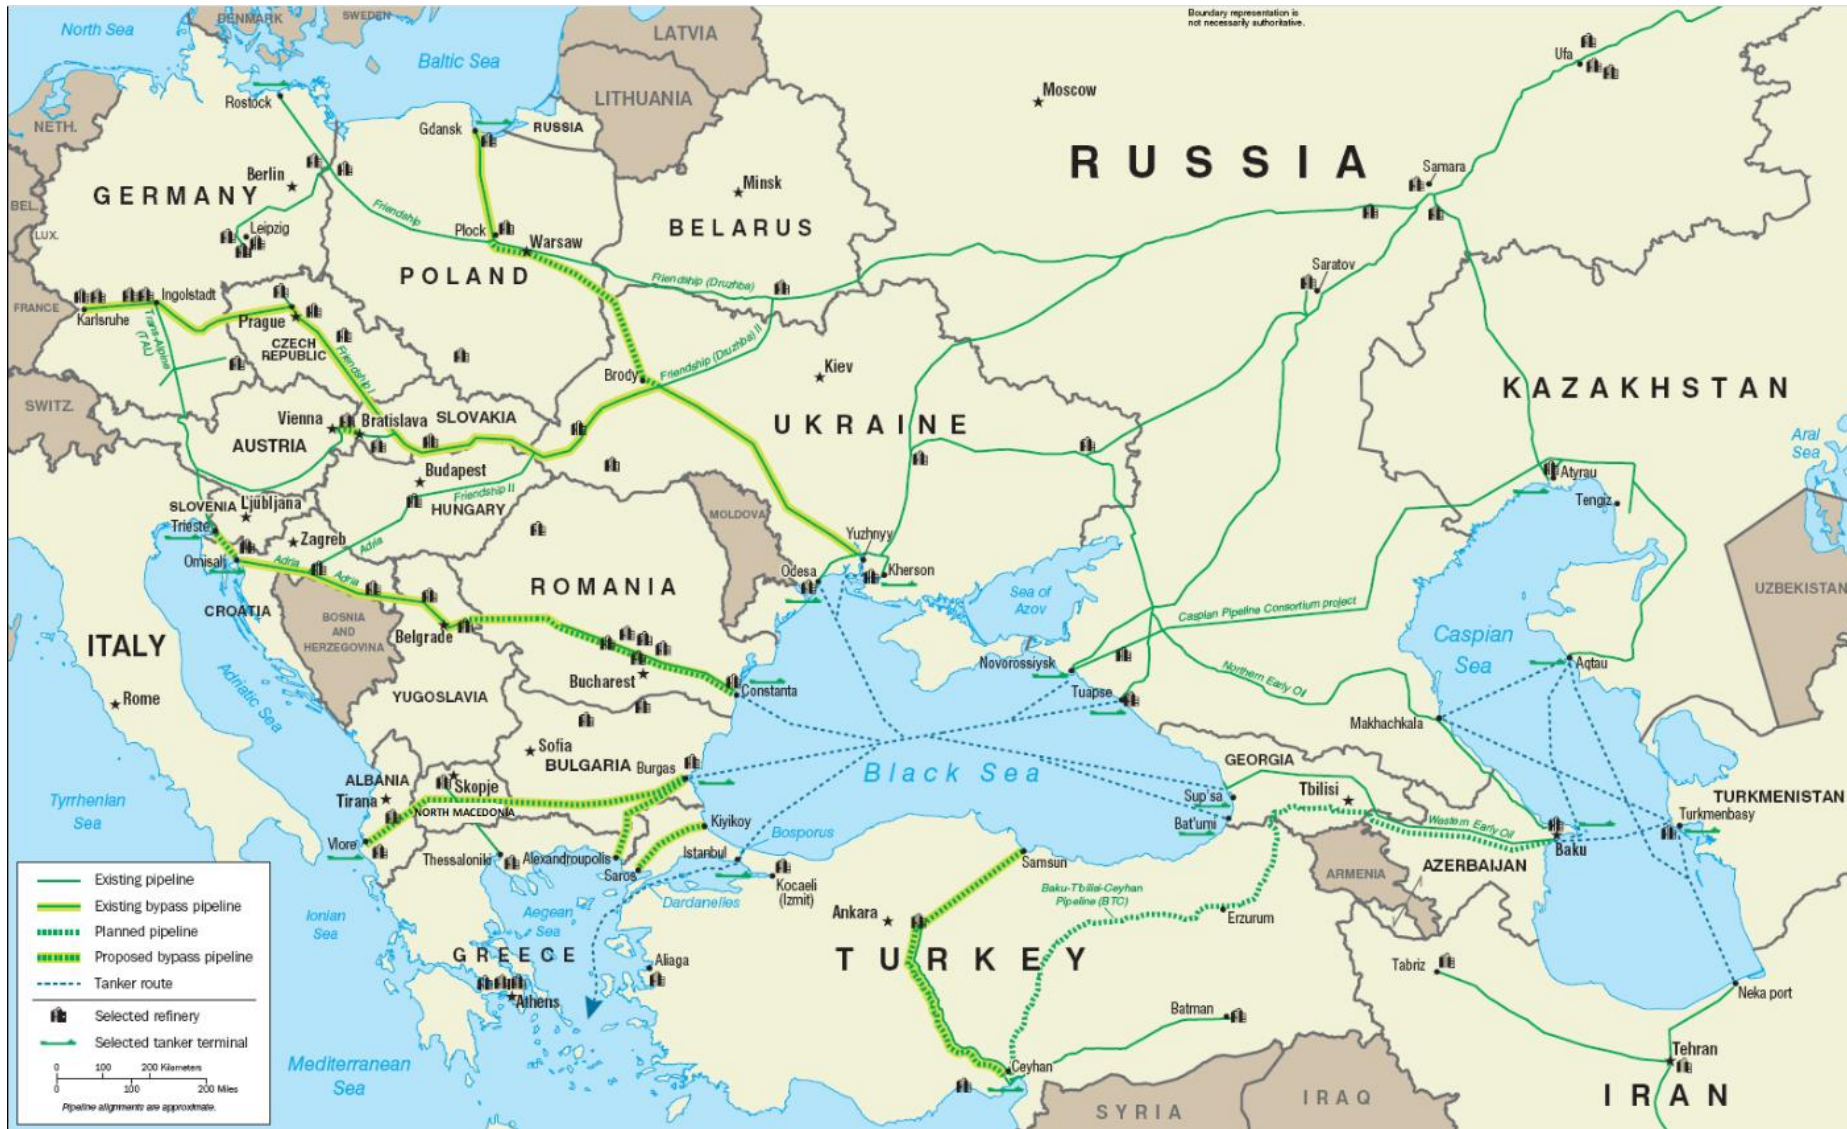 Boundary representation is
not necessarily authoritative.
North Sea
DENMARK
SWEDEN
LATVIA
Baltic Sea
Moscow
Ufa
LITHUANIA
Rostock
Gdansk
RUSSIA
NETH.
RUSSIA
Samara
Berlin
Minsk
GERMANY
BEL.
Friendship
BELARUS
LUX.
Leipzig
Plock
Warsaw
POLAND
Saratov
Friendship (Druzhba)
FRANCE
Ingolstadt
Karlsruhe
Trans-Alpine
(TAL)
Prague
CZECH
REPUBLIC
Friendship I
Friendship (Druzhba) II
Brody
Kiev
KAZAKHSTAN
SWITZ.
Vienna
Bratislava
SLOVAKIA
UKRAINE
AUSTRIA
Aral
Sea
Budapest
Atyrau
Friendship II
HUNGARY
Tengiz
SLOVENIA
Ljubljana
MOLDOVA
Trieste
Zagreb
Adria
Yuzhnyy
Omisalj
Adria
Adria
ROMANIA
Odesa
Kherson
Sea of
Azov
UZBEKISTAN
CROATIA
BOSNIA
AND
HERZEGOVINA
Belgrade
Caspian Pipeline Consortium project
Caspian
Sea
ITALY
Adriatic Sea
Bucharest
Constanta
Novorossiysk
Northern Early Oil
Aqtau
Rome
YUGOSLAVIA
Tuapse
Makhachkala
Sofia
BULGARIA
Burgas
Black Sea
GEORGIA
ALBANIA
Skopje
Tirana
NORTH MACEDONIA
Tbilisi
Sup'sa
TURKMENISTAN
Tyrrhenian
Sea
Kiyikoy
Bosporus
Bat'umi
Western Early Oil
Turkmenbasy
Vlore
Thessaloniki
Alexandroupolis
Istanbul
Baku
Saros
Samsun
AZERBAIJAN
Kocaeli
(Izmit)
ARMENIA
Dardanelles
Baku-T'bilisi-Ceyhan
Pipeline (BTC)
Ionian
Sea
Aegean
Sea
Ankara
Erzurum
GREECE
TURKEY
Aliaga
Tabriz
Athens
Neka port
Batman
Mediterranean
Sea
Ceyhan
Tehran
SYRIA
IRAQ
IRAN
Existing pipeline
Existing bypass pipeline
Planned pipeline
Proposed bypass pipeline
Tanker route
Selected refinery
Selected tanker terminal
0 100 200 Kilometers
0 100 200 Miles
Pipeline alignments are approximate.